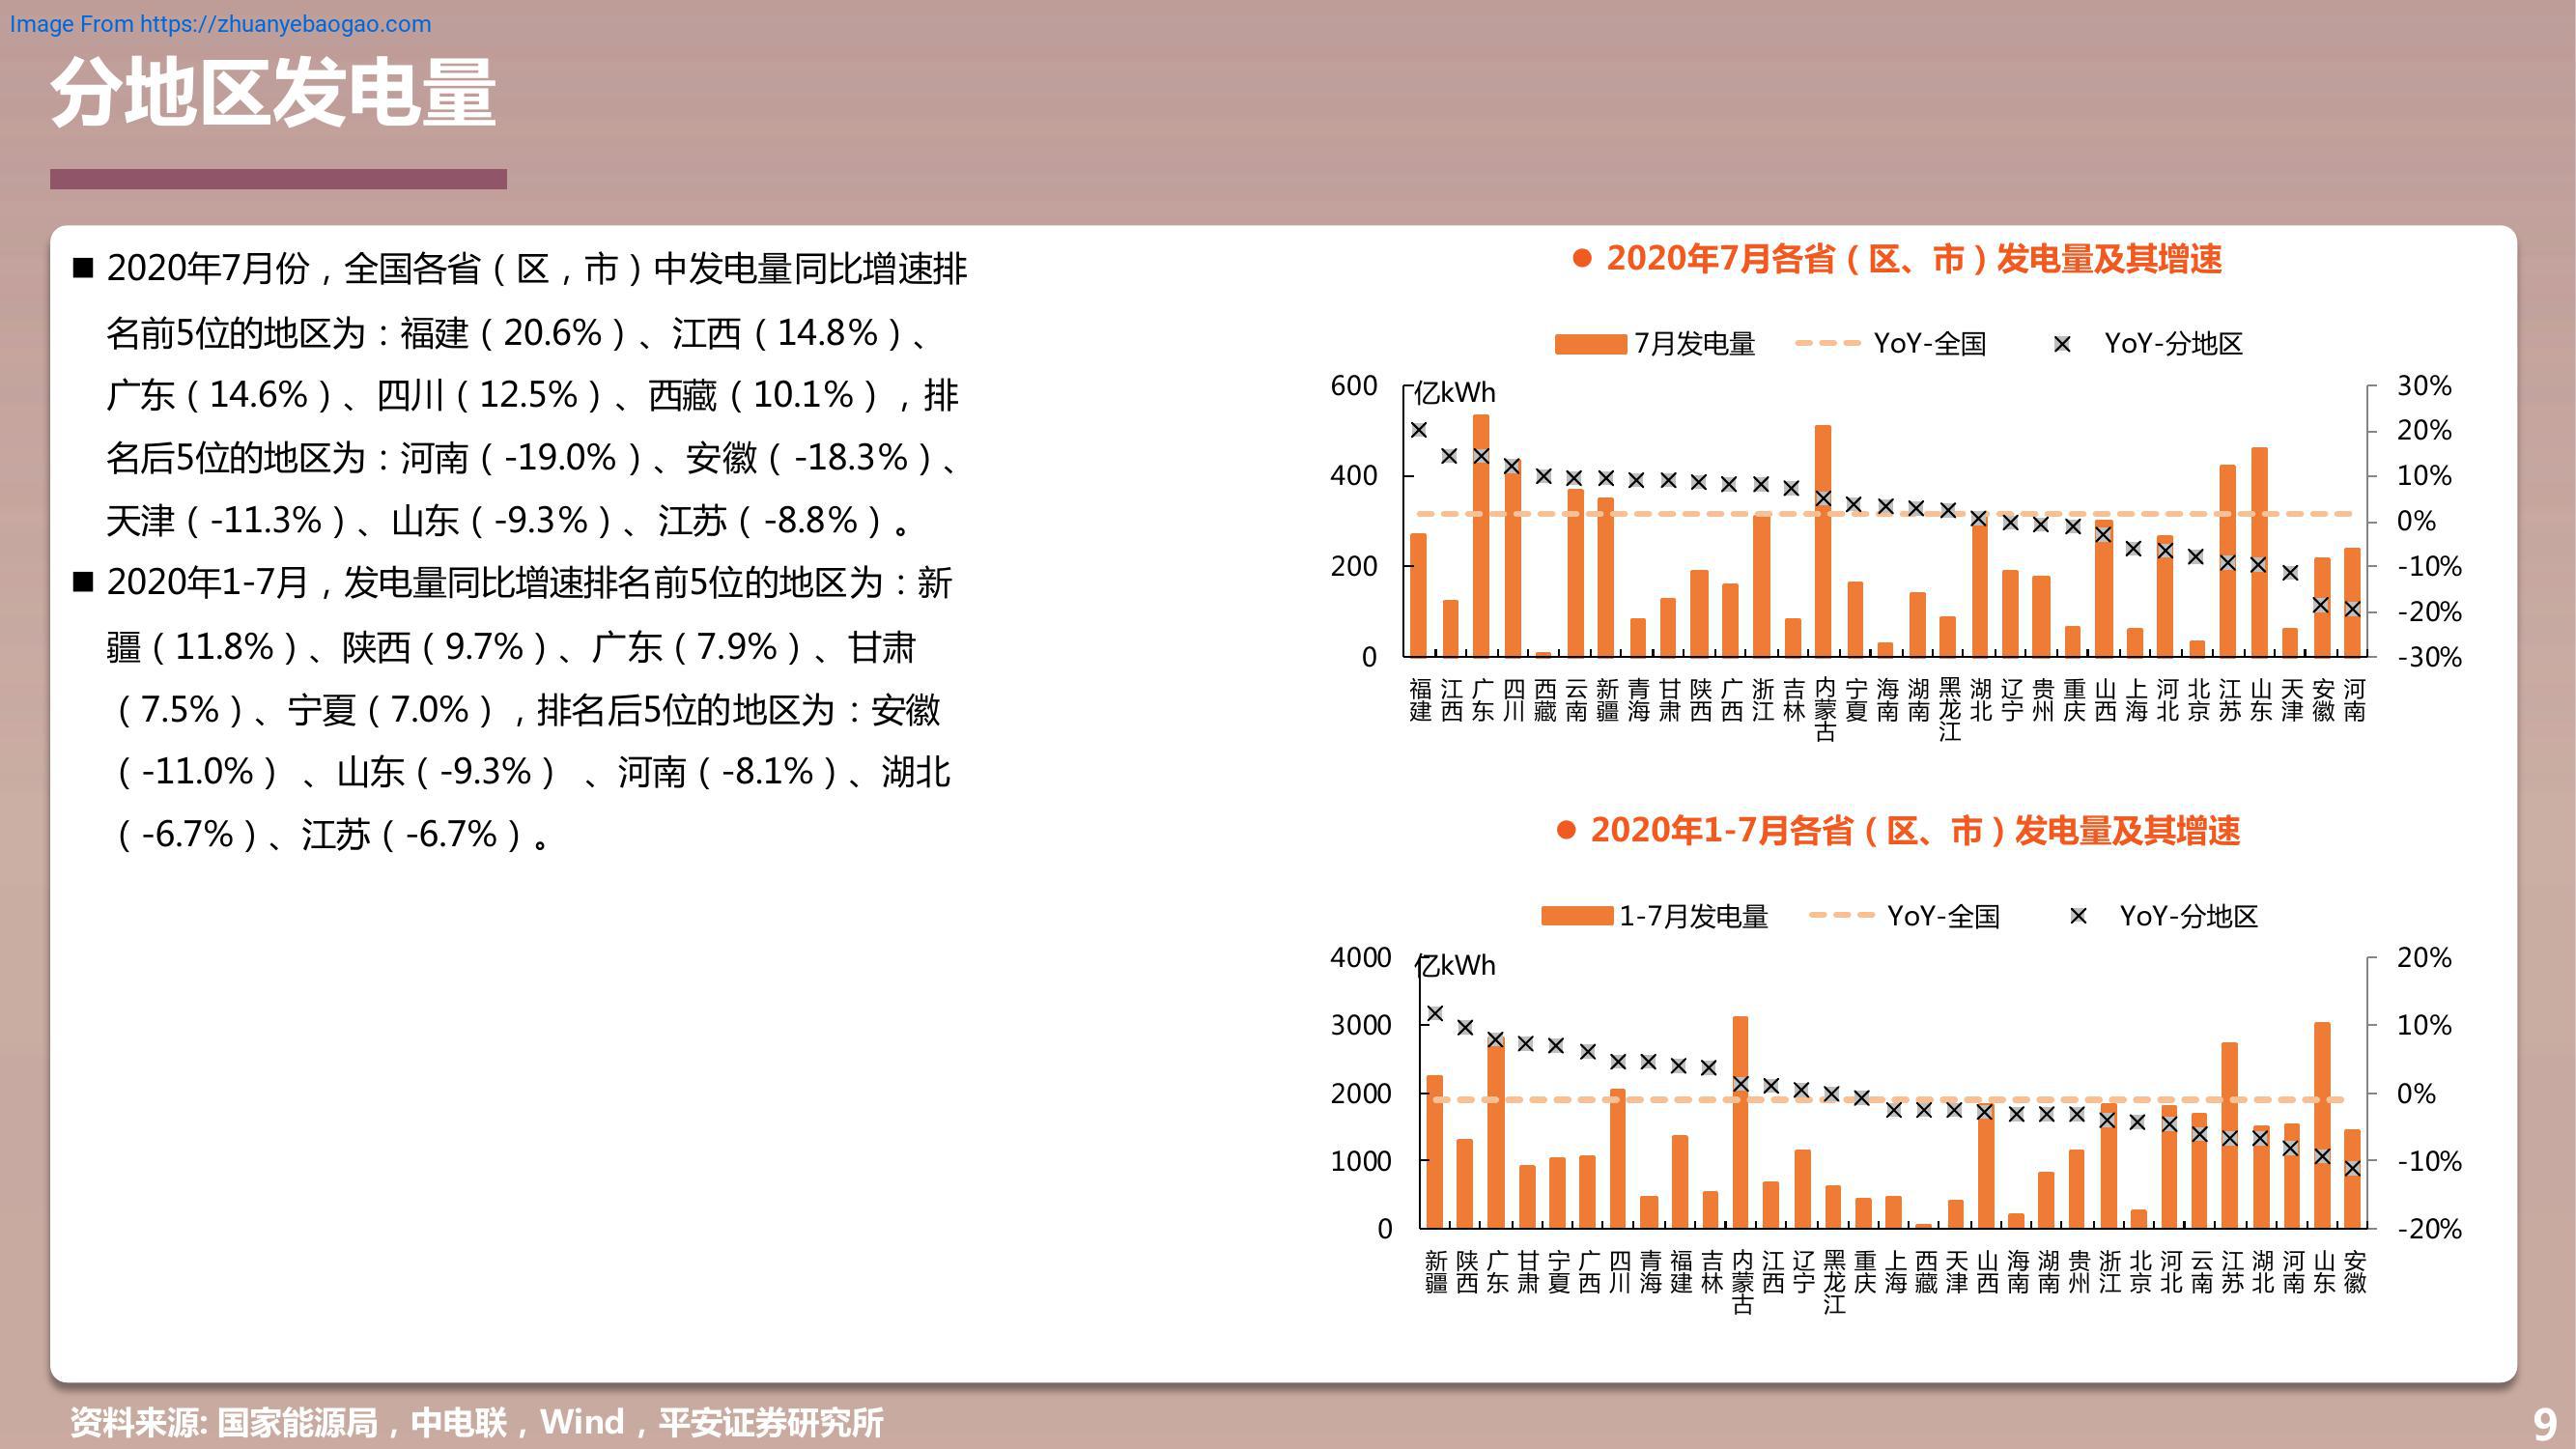 Image From https://zhuanyebaogao.com
分地区发电量
■ 2020年7月份，全国各省（区，市）中发电量同比增速排
名前5位的地区为：福建（20.6%）、江西（14.8%）、
广东（14.6%）、四川（12.5%）、西藏（10.1%），排
名后5位的地区为：河南（-19.0%）、安徽（-18.3%）、
天津（-11.3%）、山东（-9.3%）、江苏（-8.8%）。
■ 2020年1-7月，发电量同比增速排名前5位的地区为：新
疆（11.8%）、陕西（9.7%）、广东（7.9%）、甘肃
（7.5%）、宁夏（7.0%），排名后5位的地区为：安徽
（-11.0%） 、山东（-9.3%） 、河南（-8.1%）、湖北
（-6.7%）、江苏（-6.7%）。
● 2020年7月各省（区、市）发电量及其增速
7月发电量 YoY-全国 YoY-分地区
亿kWh
600
400
200
0
30%
20%
10%
0%
-10%
-20%
-30%
福建 江西 广东 四川 西藏 云南 新疆 青海 甘肃 陕西 广西 浙江 吉林 内蒙古 宁夏 海南 湖南 黑龙江 湖北 辽宁 贵州 重庆 山西 上海 河北 北京 江苏 山东 天津 安徽 河南
● 2020年1-7月各省（区、市）发电量及其增速
1-7月发电量 YoY-全国 YoY-分地区
亿kWh
4000
3000
2000
1000
0
20%
10%
0%
-10%
-20%
新疆 陕西 广东 甘肃 宁夏 广西 四川 青海 福建 吉林 内蒙古 江西 辽宁 黑龙江 重庆 上海 西藏 天津 山西 海南 湖南 贵州 浙江 北京 河北 云南 江苏 湖北 河南 山东 安徽
资料来源: 国家能源局，中电联，Wind，平安证券研究所
9